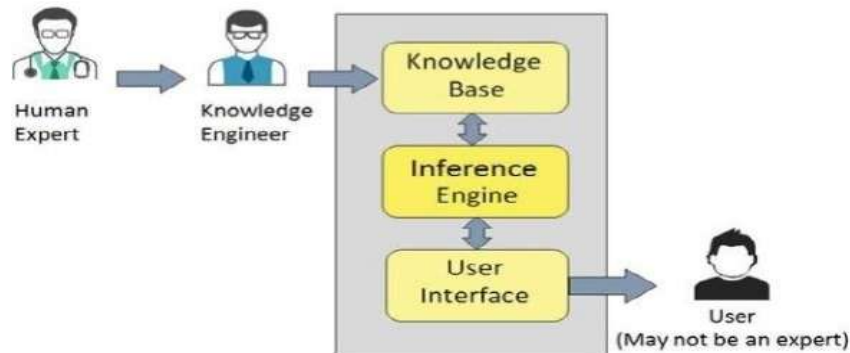 Human
Expert
Knowledge
Engineer
Knowledge
Base
Inference
Engine
User
Interface
User
(May not be an expert)